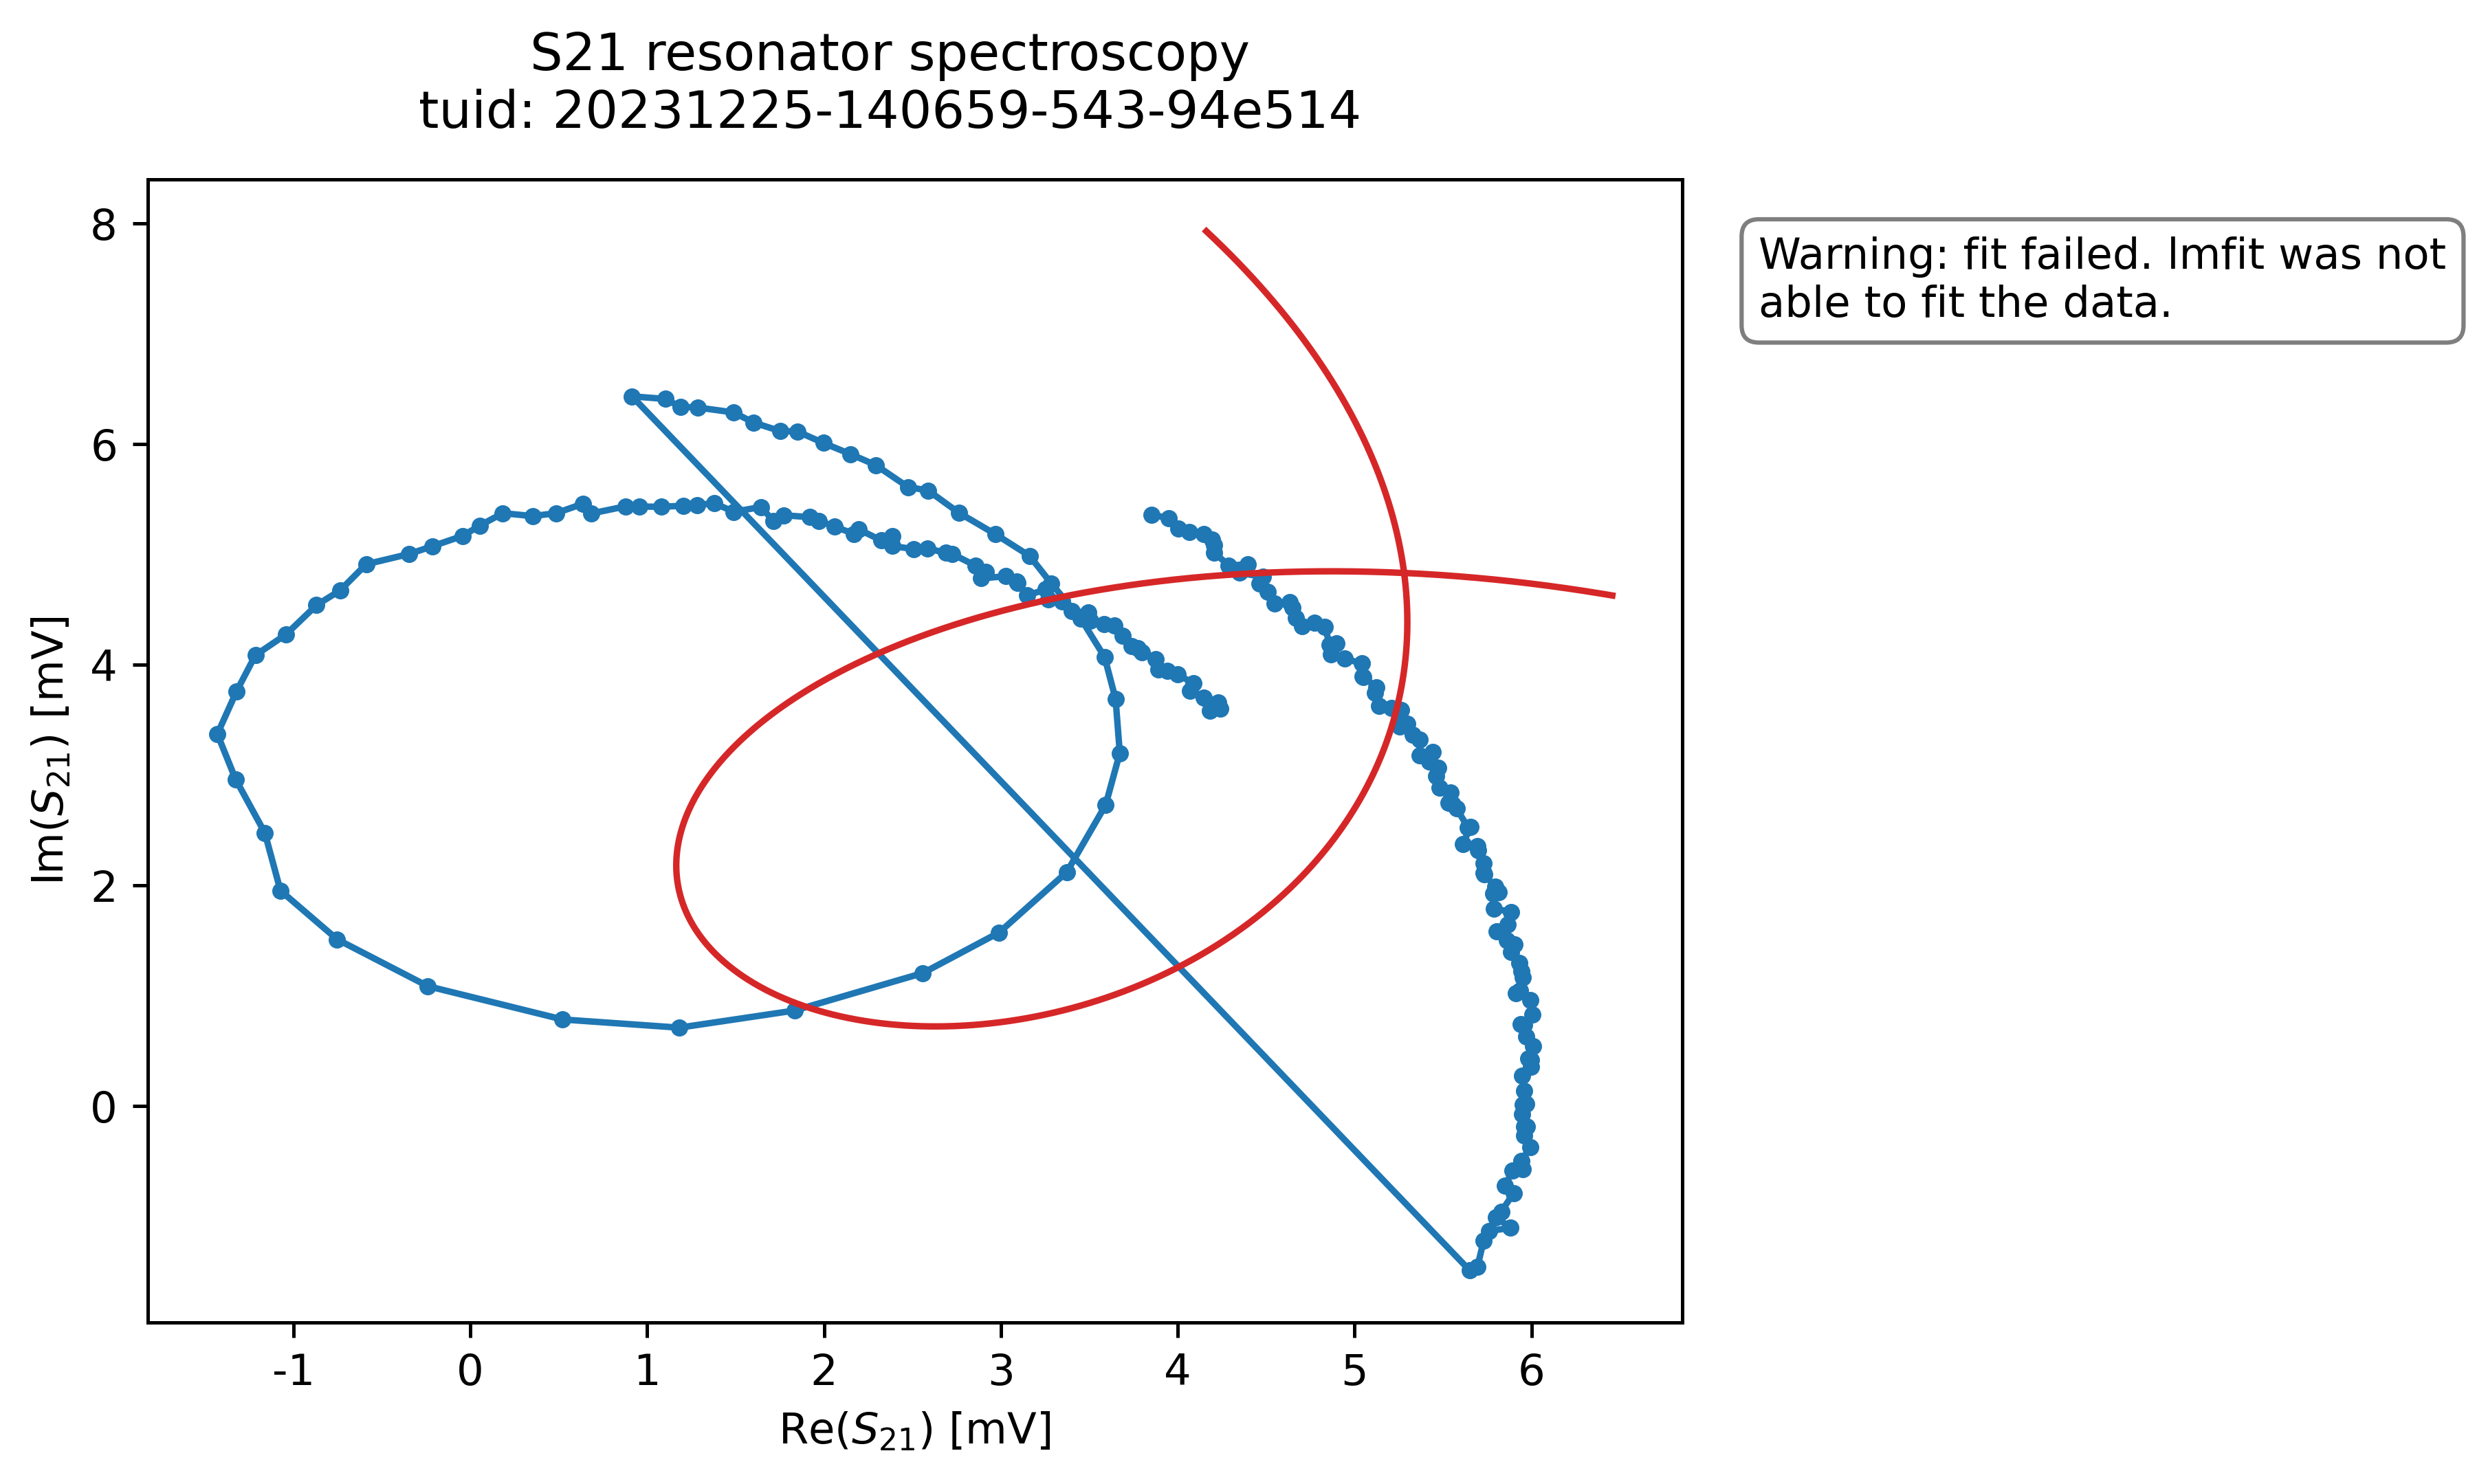 S21 resonator spectroscopy
tuid: 20231225-140659-543-94e514
Warning: fit failed. lmfit was not
able to fit the data.
8
6
4
2
0
Im(S21) [mV]
-1 0 1 2 3 4 5 6
Re(S21) [mV]